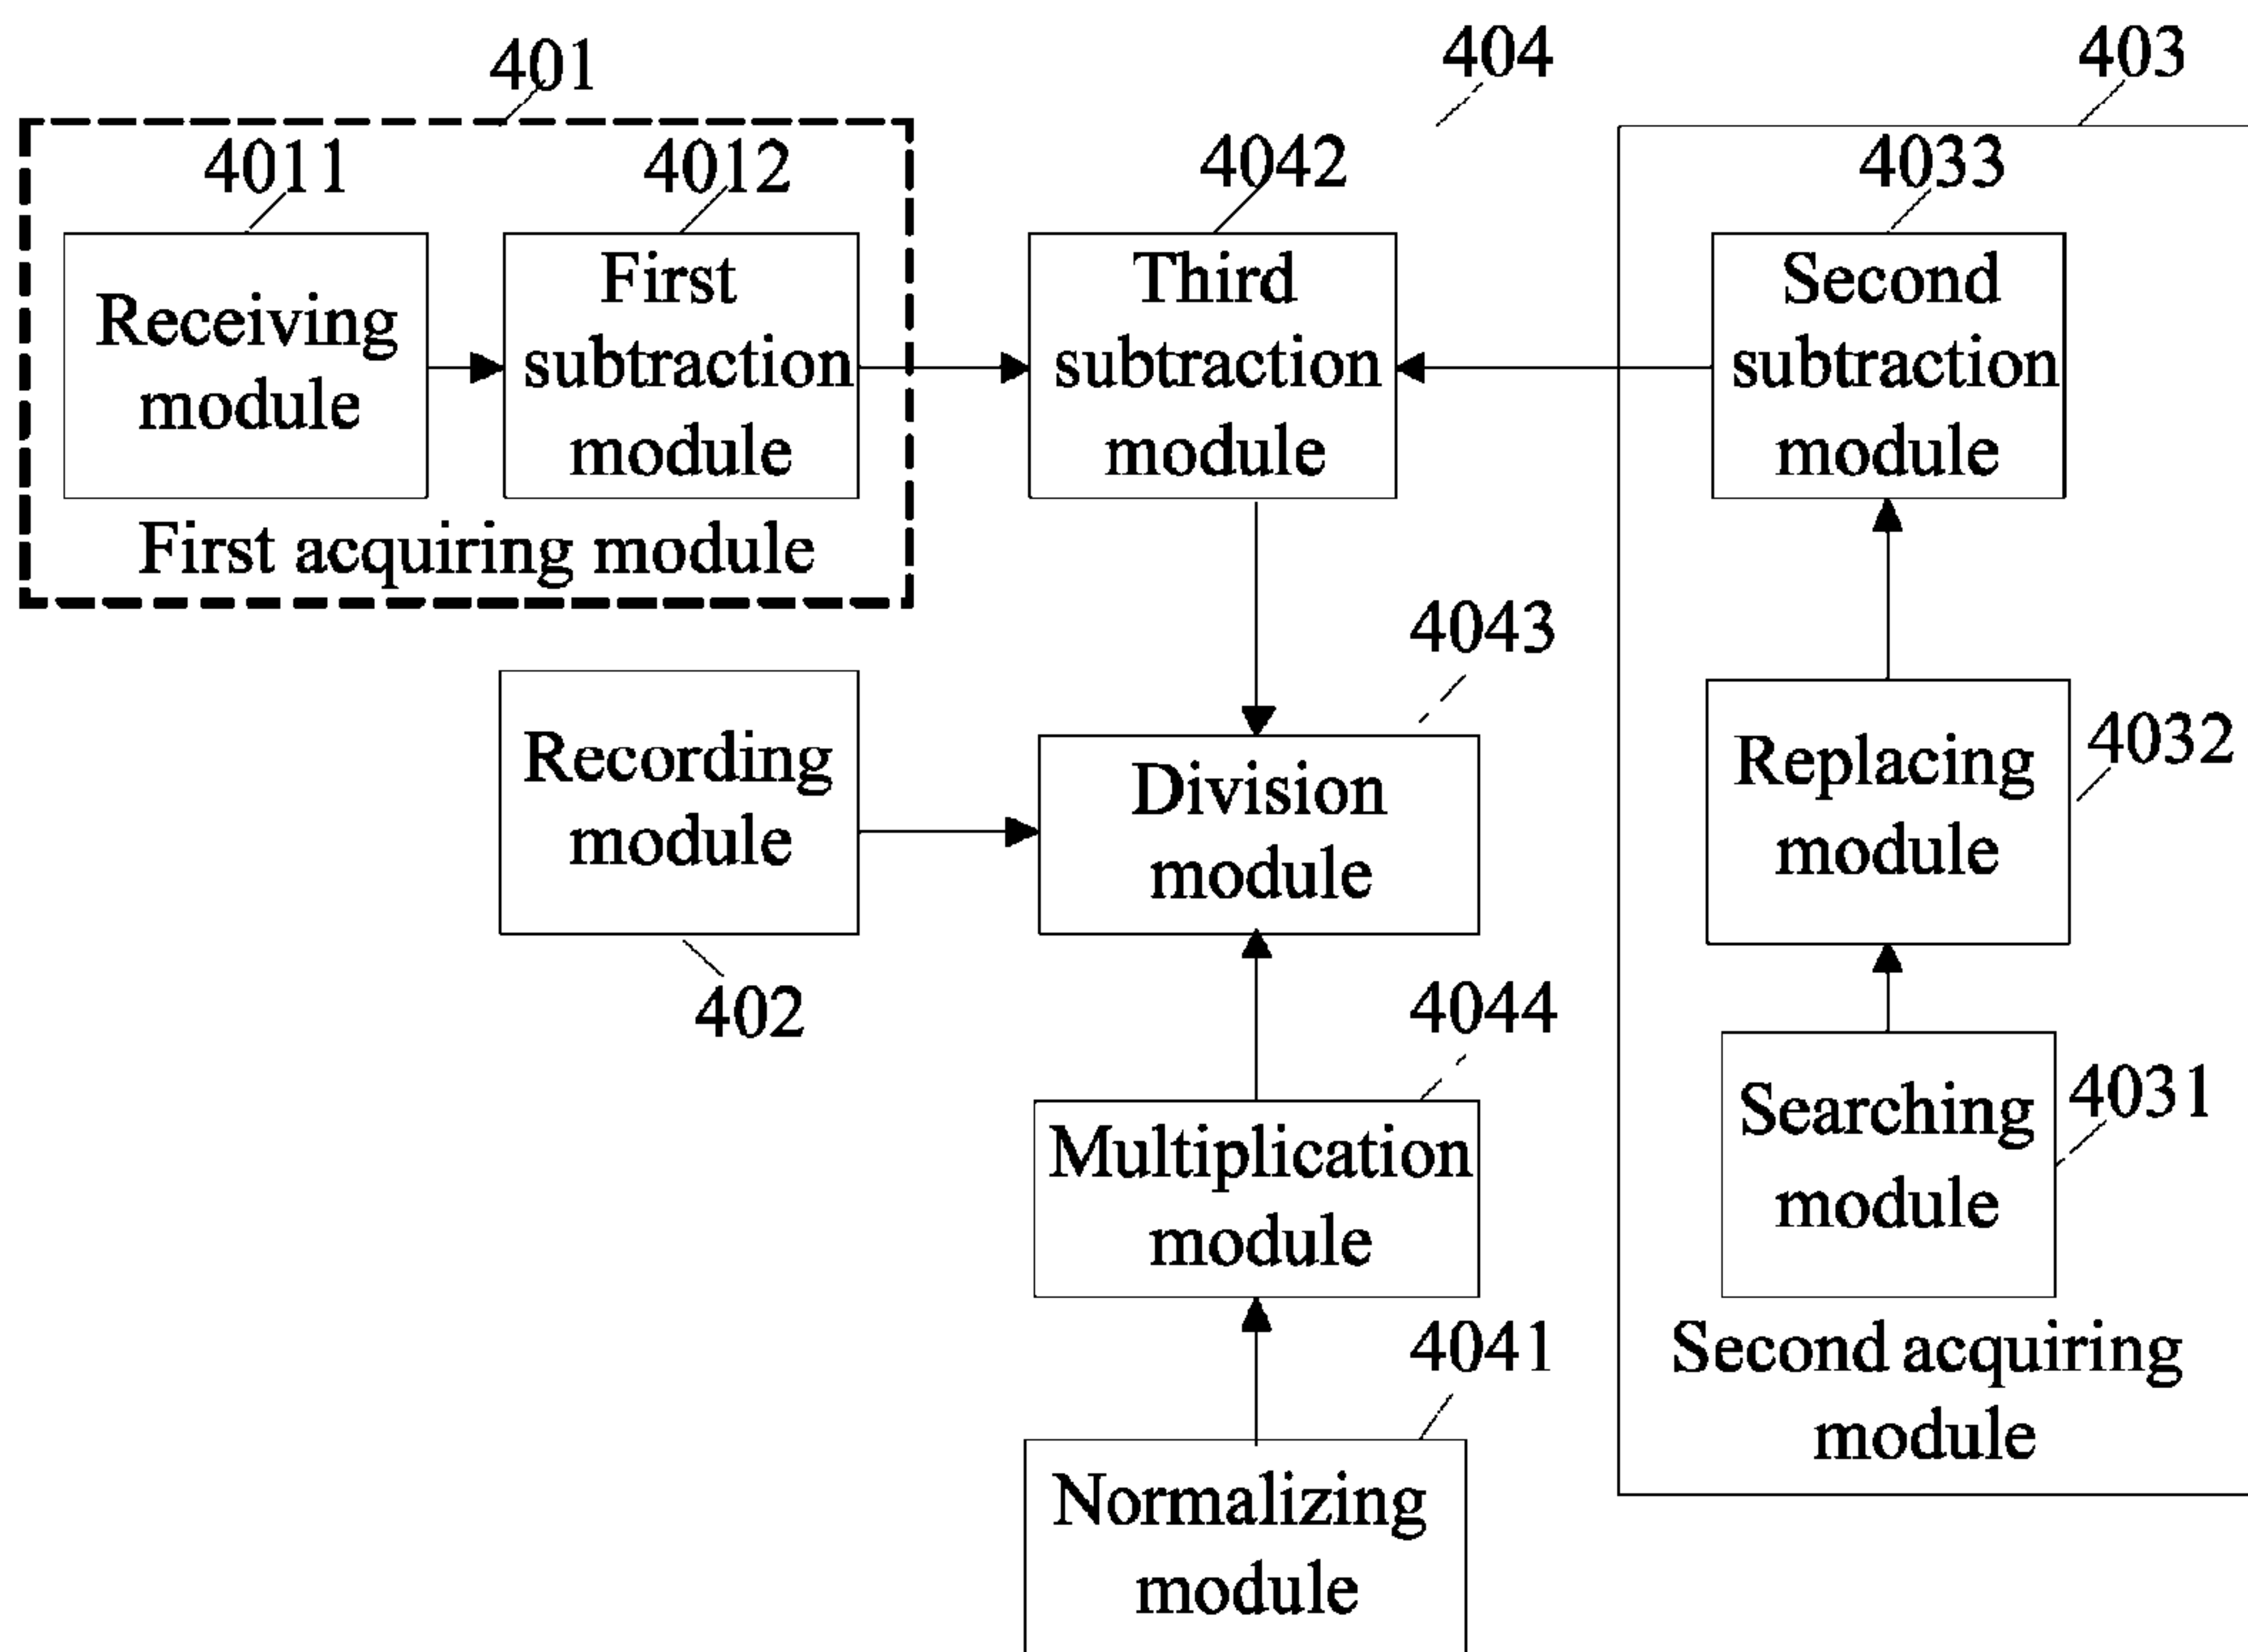 401
404
403
4011
4012
4042
4033
Receiving
module
First
subtraction
module
Third
subtraction
module
Second
subtraction
module
First acquiring module
4043
Recording
module
402
Division
module
Replacing
module
4032
4044
Multiplication
module
Searching
module
4031
4041
Normalizing
module
Second acquiring
module